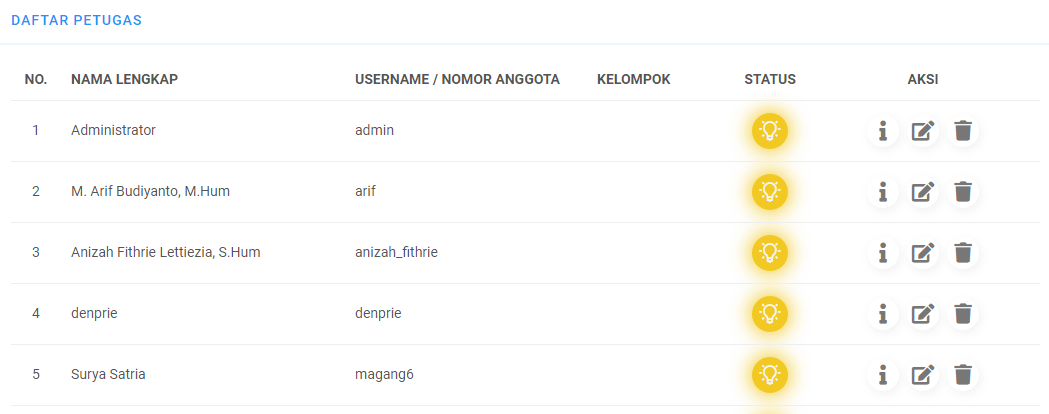 DAFTAR PETUGAS
NO. NAMA LENGKAP USERNAME / NOMOR ANGGOTA KELOMPOK STATUS AKSI
1 Administrator admin
2 M. Arif Budiyanto, M.Hum arif
3 Anizah Fithrie Lettiezia, S.Hum anizah_fithrie
4 denprie denprie
5 Surya Satria magang6